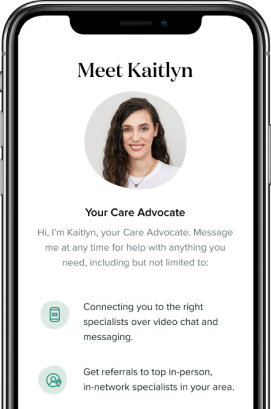 Meet Kaitlyn
Your Care Advocate
Hi, I'm Kaitlyn, your Care Advocate. Message
me at any time for help with anything you
need, including but not limited to:
Connecting you to the right
specialists over video chat and
messaging.
Get referrals to top in-person,
in-network specialists in your area.